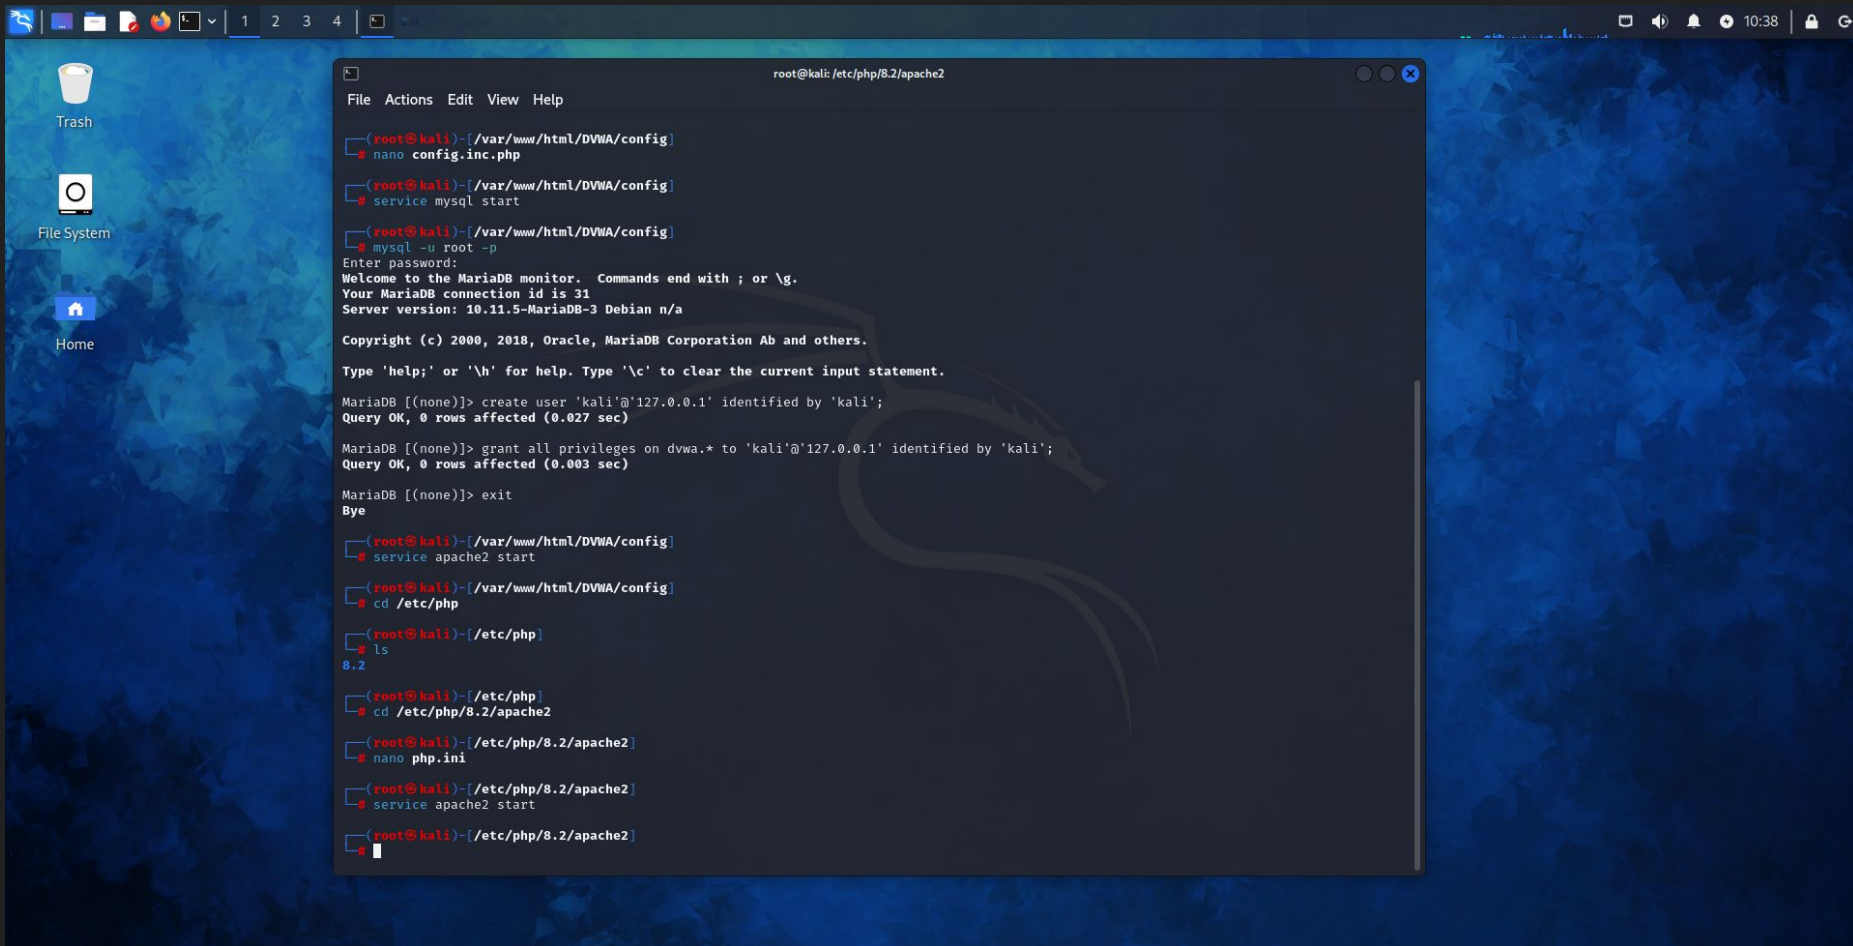 1 2 3 4
10:38
Trash
File System
Home
root@kali: /etc/php/8.2/apache2
File Actions Edit View Help
┌──(root㉿kali)-[/var/www/html/DVWA/config]
└─# nano config.inc.php
┌──(root㉿kali)-[/var/www/html/DVWA/config]
└─# service mysql start
┌──(root㉿kali)-[/var/www/html/DVWA/config]
└─# mysql -u root -p
Enter password:
Welcome to the MariaDB monitor.  Commands end with ; or \g.
Your MariaDB connection id is 31
Server version: 10.11.5-MariaDB-3 Debian n/a
Copyright (c) 2000, 2018, Oracle, MariaDB Corporation Ab and others.
Type 'help;' or '\h' for help. Type '\c' to clear the current input statement.
MariaDB [(none)]> create user 'kali'@'127.0.0.1' identified by 'kali';
Query OK, 0 rows affected (0.027 sec)
MariaDB [(none)]> grant all privileges on dvwa.* to 'kali'@'127.0.0.1' identified by 'kali';
Query OK, 0 rows affected (0.003 sec)
MariaDB [(none)]> exit
Bye
┌──(root㉿kali)-[/var/www/html/DVWA/config]
└─# service apache2 start
┌──(root㉿kali)-[/var/www/html/DVWA/config]
└─# cd /etc/php
┌──(root㉿kali)-[/etc/php]
└─# ls
8.2
┌──(root㉿kali)-[/etc/php]
└─# cd /etc/php/8.2/apache2
┌──(root㉿kali)-[/etc/php/8.2/apache2]
└─# nano php.ini
┌──(root㉿kali)-[/etc/php/8.2/apache2]
└─# service apache2 start
┌──(root㉿kali)-[/etc/php/8.2/apache2]
└─#